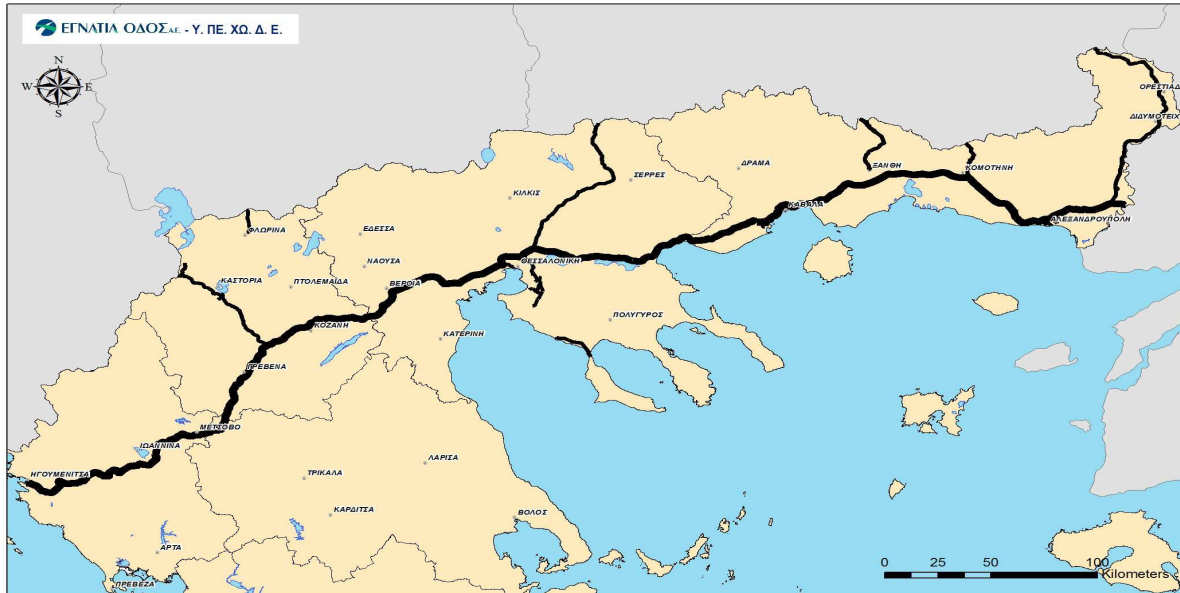 ΕΓΝΑΤΙΑ ΟΔΟΣ Α.Ε. - Υ. ΠΕ. ΧΩ. Δ. Ε.
N
W E
S
ΟΡΕΣΤΙΑΔ
ΔΙΔΥΜΟΤΕΙΧ
ΔΡΑΜΑ
ΞΑΝΘΗ
ΚΟΜΟΤΗΝΗ
ΣΕΡΡΕΣ
ΚΙΛΚΙΣ
ΚΑΒΑΛΑ
ΑΛΕΞΑΝΔΡΟΥΠΟΛΗ
ΦΛΩΡΙΝΑ
ΕΔΕΣΣΑ
ΘΕΣΣΑΛΟΝΙΚΗ
ΝΑΟΥΣΑ
ΚΑΣΤΟΡΙΑ
ΠΤΟΛΕΜΑΪΔΑ
ΒΕΡΟΙΑ
ΠΟΛΥΓΥΡΟΣ
ΚΟΖΑΝΗ
ΚΑΤΕΡΙΝΗ
ΓΡΕΒΕΝΑ
ΜΕΤΣΟΒΟ
ΙΩΑΝΝΙΝΑ
ΗΓΟΥΜΕΝΙΤΣΑ
ΛΑΡΙΣΑ
ΤΡΙΚΑΛΑ
ΚΑΡΔΙΤΣΑ
ΒΟΛΟΣ
ΑΡΤΑ
ΠΡΕΒΕΖΑ
0 25 50 100
Kilometers